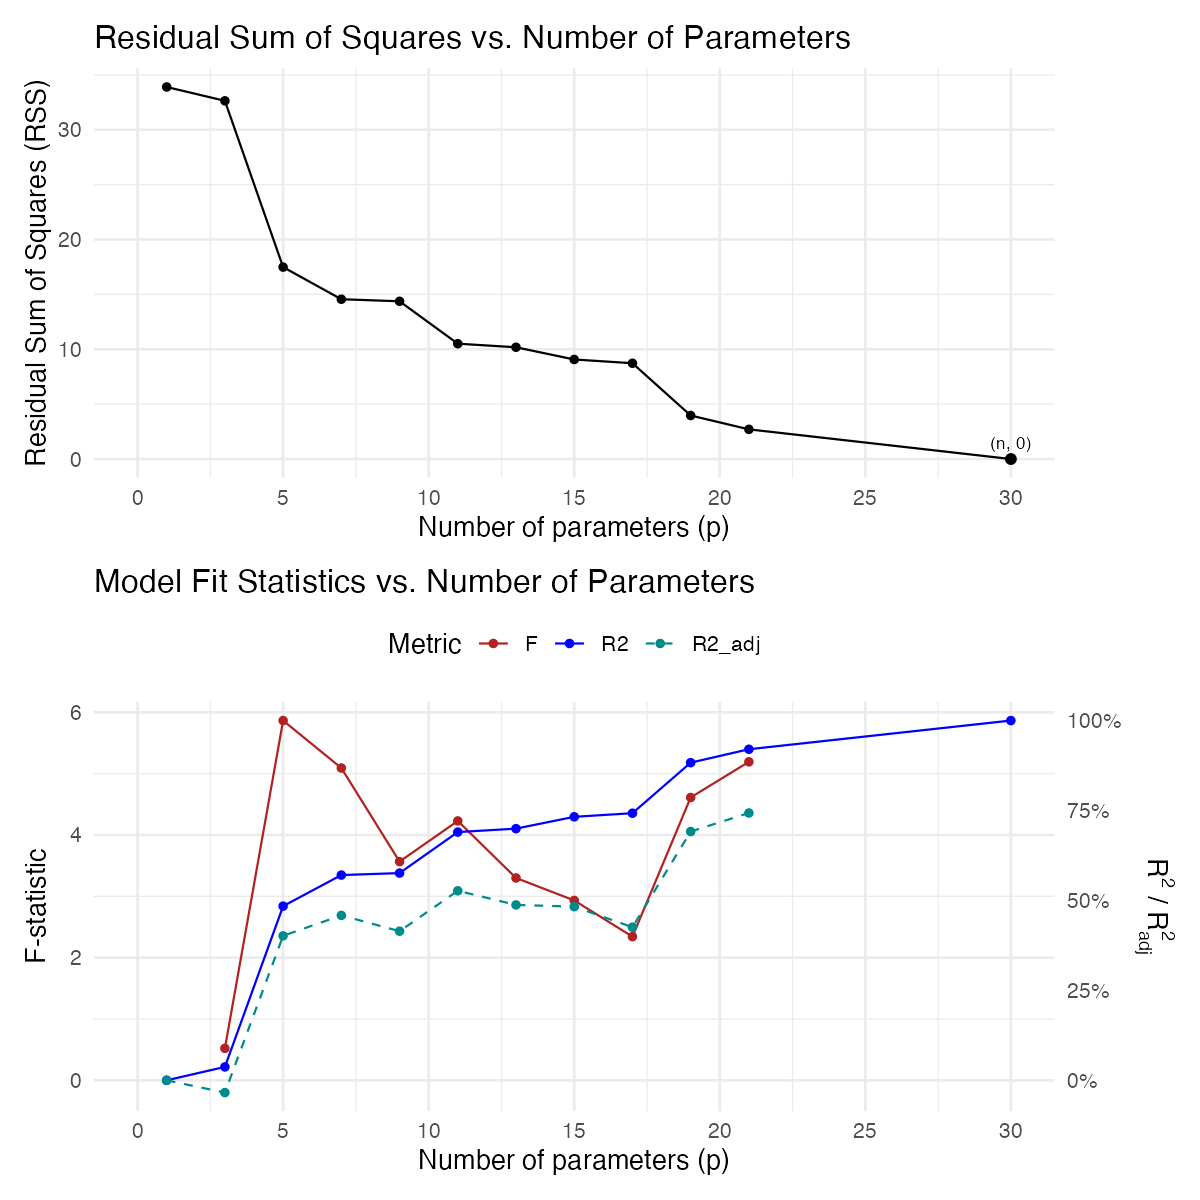 Residual Sum of Squares vs. Number of Parameters
Residual Sum of Squares (RSS)
30
20
10
0
(n, 0)
0 5 10 15 20 25 30
Number of parameters (p)
Model Fit Statistics vs. Number of Parameters
Metric F R2 R2_adj
F-statistic
6
4
2
0
100%
75%
50%
25%
0%
R² / R²adj
0 5 10 15 20 25 30
Number of parameters (p)